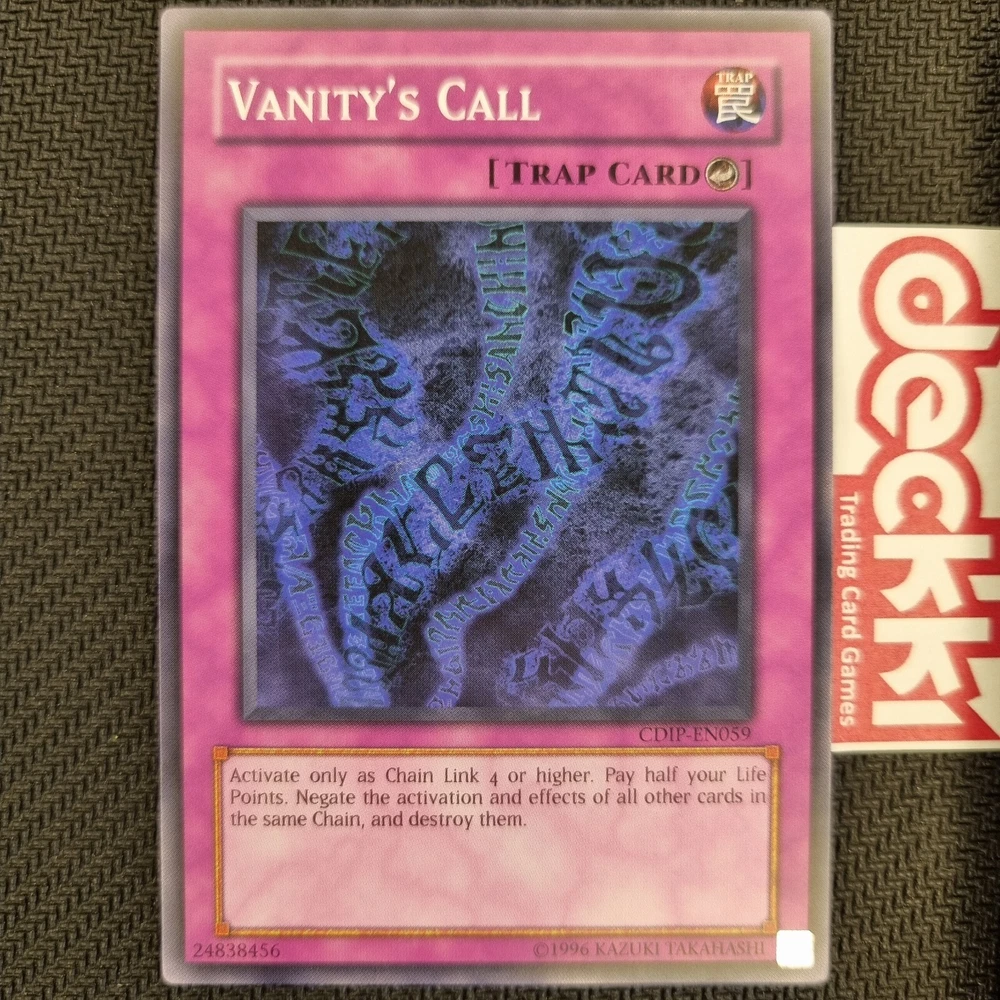 VANITY'S CALL
TRAP
罠
[TRAP CARD]
CDIP-EN059
Activate only as Chain Link 4 or higher. Pay half your Life
Points. Negate the activation and effects of all other cards in
the same Chain, and destroy them.
24838456
©1996 KAZUKI TAKAHASHI
deckki
Trading Card Games